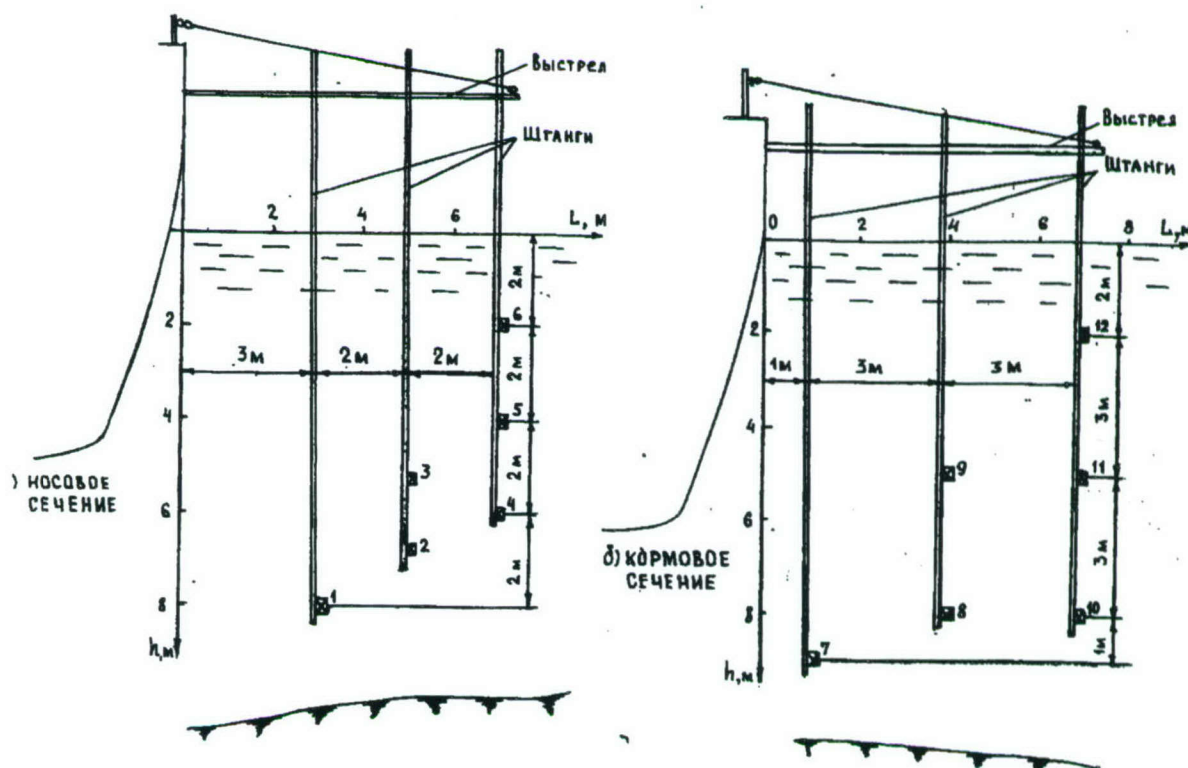 Выстрел
Штанги
2 4 6 L, м
2м
6
2
3м 2м 2м
2м
5
4
2м
3
4
6
2
2м
1
8
h,м
) НОСОВОЕ
СЕЧЕНИЕ
Выстрел
Штанги
0 2 4 6 8 L, м
2м
12
2
1м 3м 3м
3м
4
9
11
6
3м
8
8
10
1м
7
h,м
б) КОРМОВОЕ
СЕЧЕНИЕ